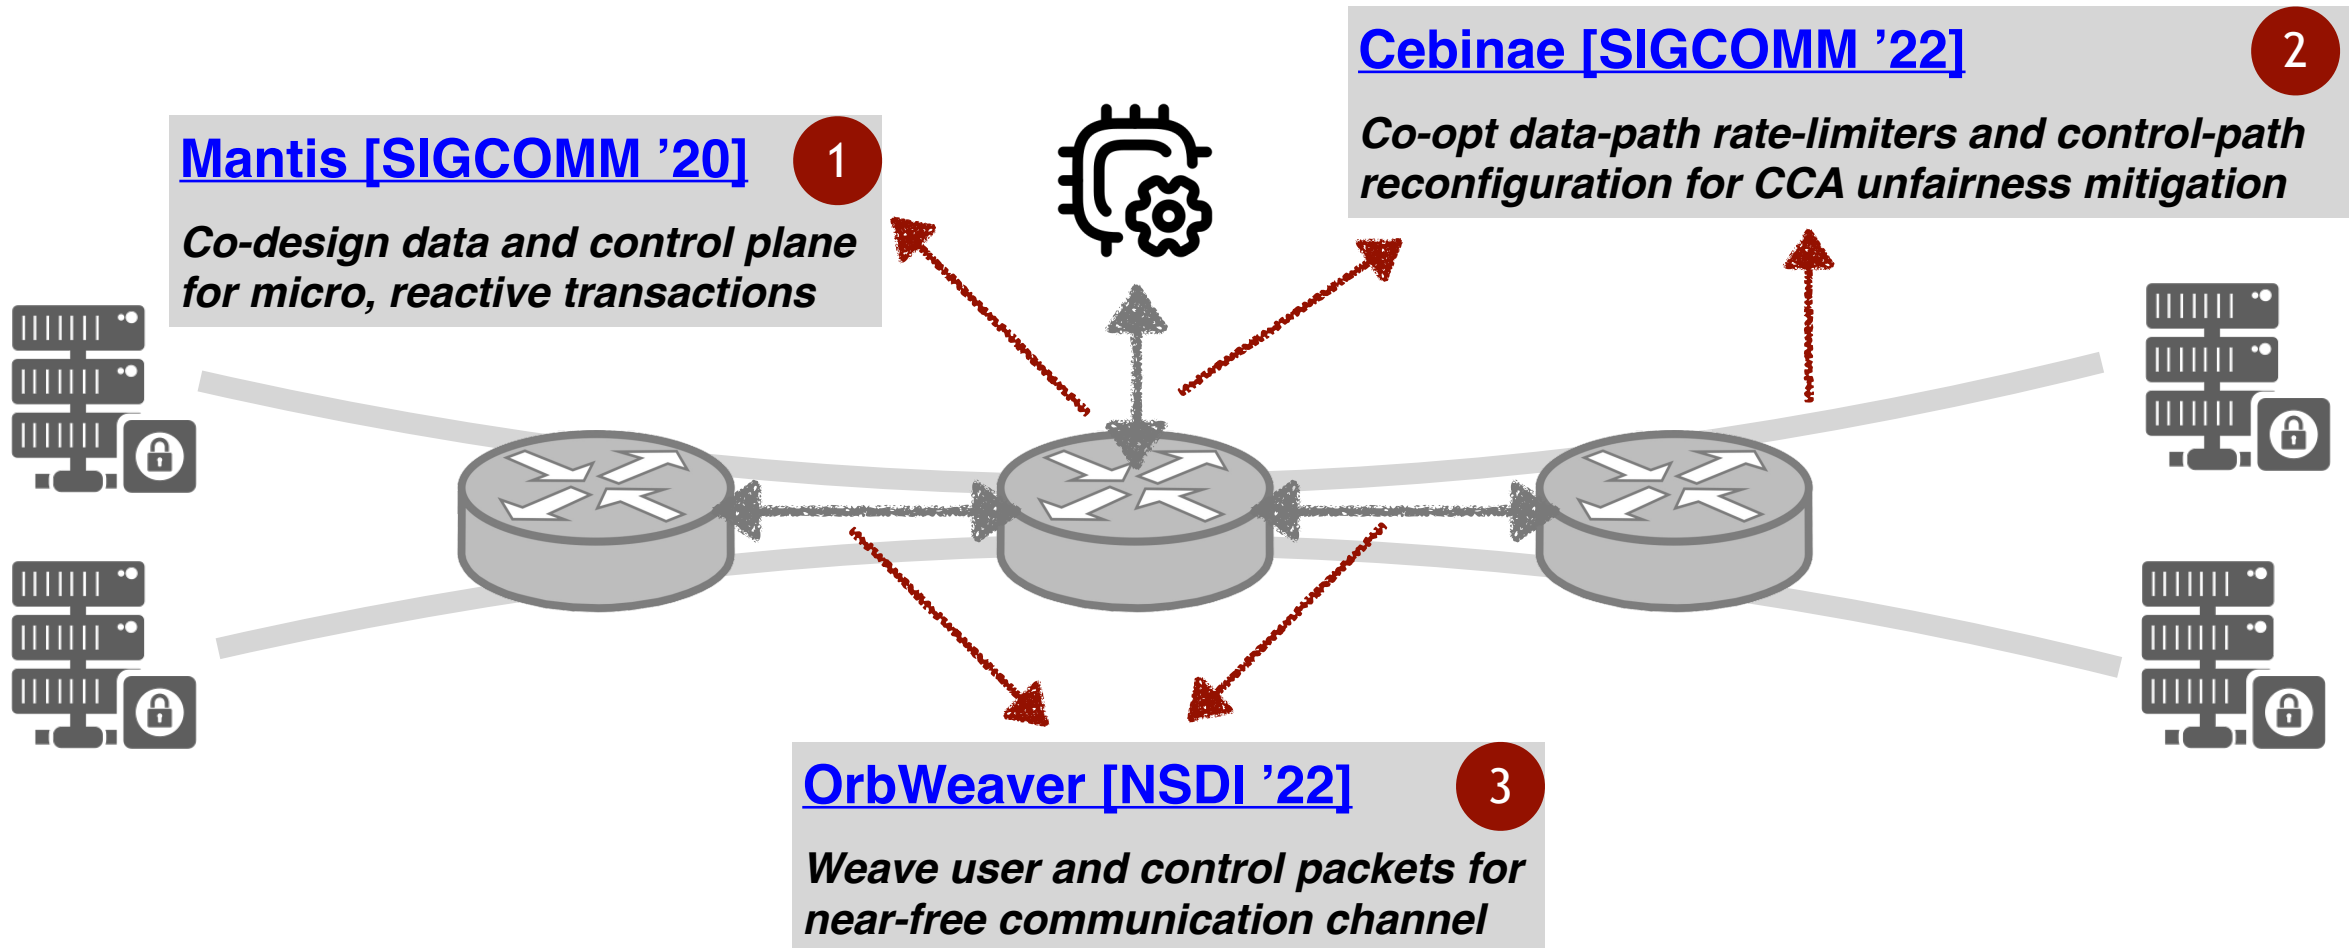 Mantis [SIGCOMM ’20]
1
Co-design data and control plane
for micro, reactive transactions
Cebinae [SIGCOMM ’22]
2
Co-opt data-path rate-limiters and control-path
reconfiguration for CCA unfairness mitigation
OrbWeaver [NSDI ’22]
3
Weave user and control packets for
near-free communication channel